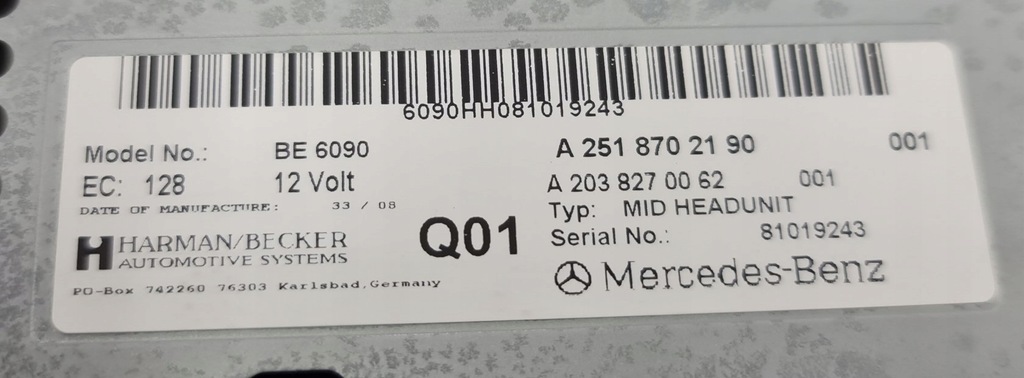 6090HH081019243
Model No.: BE 6090
A 251 870 21 90 001
EC: 128 12 Volt
A 203 827 00 62 001
DATE OF MANUFACTURE: 33 / 08
Typ: MID HEADUNIT
HARMAN/BECKER
AUTOMOTIVE SYSTEMS
Q01
Serial No.: 81019243
Mercedes-Benz
PO-Box 742260 76303 Karlsbad, Germany